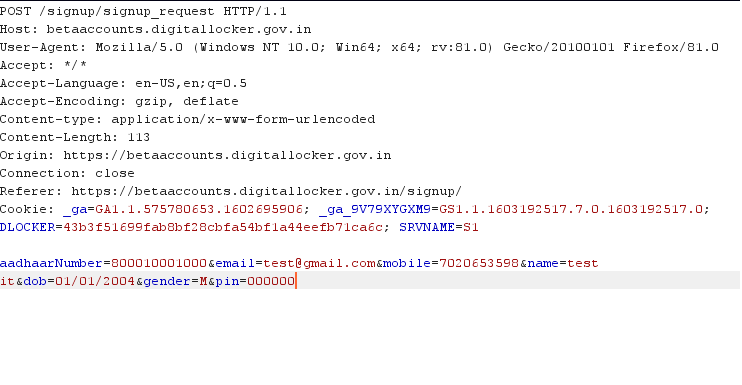 POST /signup/signup_request HTTP/1.1
Host: betaaccounts.digitallocker.gov.in
User-Agent: Mozilla/5.0 (Windows NT 10.0; Win64; x64; rv:81.0) Gecko/20100101 Firefox/81.0
Accept: */*
Accept-Language: en-US,en;q=0.5
Accept-Encoding: gzip, deflate
Content-type: application/x-www-form-urlencoded
Content-Length: 113
Origin: https://betaaccounts.digitallocker.gov.in
Connection: close
Referer: https://betaaccounts.digitallocker.gov.in/signup/
Cookie: _ga=GA1.1.575780653.1602695906; _ga_9V79XYGXM9=GS1.1.1603192517.7.0.1603192517.0;
DLOCKER=43b3f51699fab8bf28cbfa54bf1a44eefb71ca6c; SRVNAME=S1
aadhaarNumber=800010001000&email=test@gmail.com&mobile=7020653598&name=test
it&dob=01/01/2004&gender=M&pin=000000